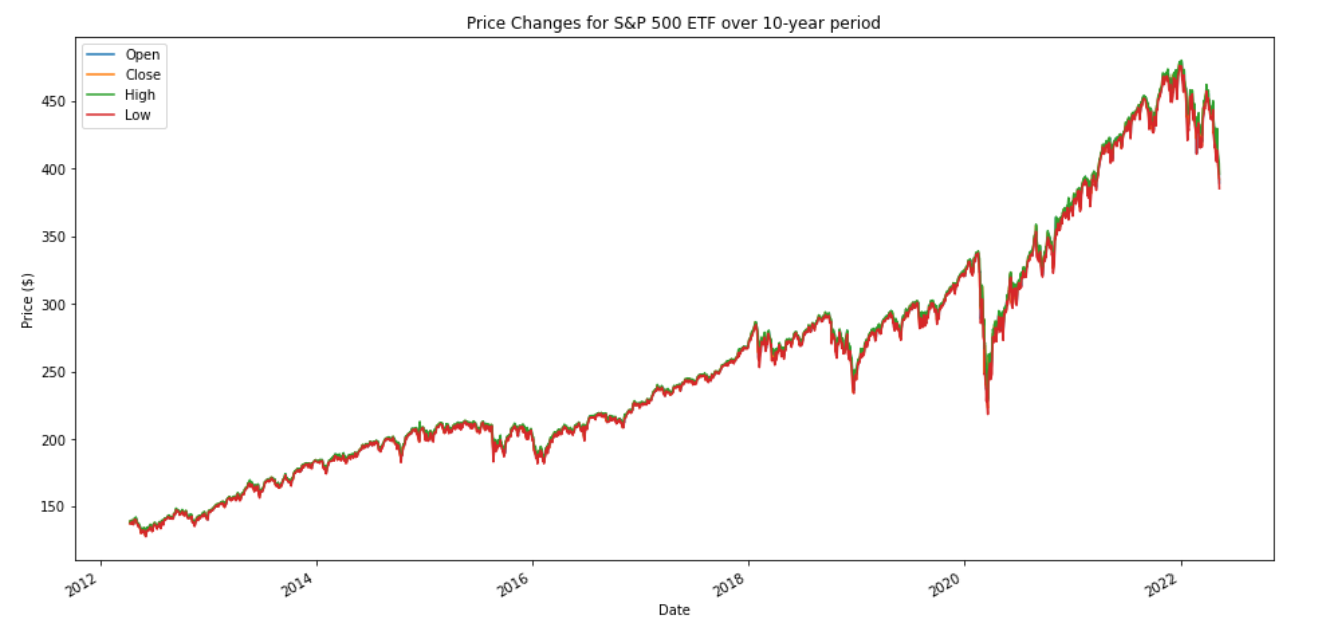 Price Changes for S&P 500 ETF over 10-year period
Open
Close
High
Low
450
400
350
300
250
200
150
Price ($)
2012
2014
2016
2018
2020
2022
Date